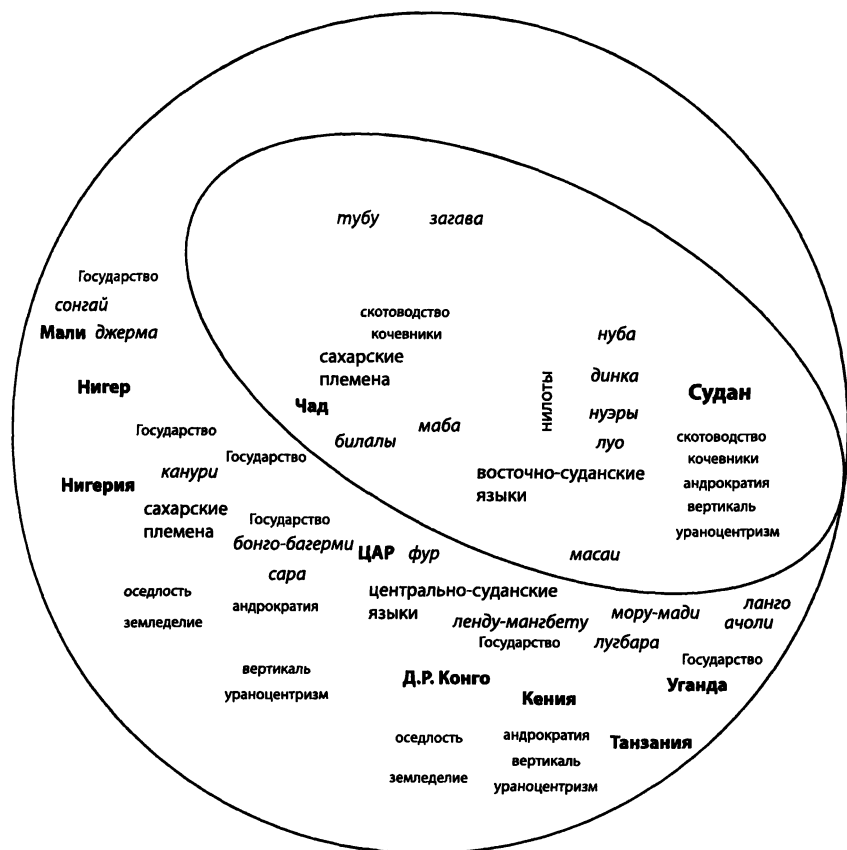 тубу загава
Государство
сонгай
Мали джерма
Нигер
скотоводство
кочевники
сахарские
племена
Чад
билалы
маба
нилоты
нуба
динка
нуэры
луо
Судан
скотоводство
кочевники
андрократия
вертикаль
ураноцентризм
восточно-суданские
языки
масаи
Государство
канури
Государство
Нигерия
сахарские
племена
Государство
бонго-багерми
сара
ЦАР фур
оседлость
земледелие
андрократия
вертикаль
ураноцентризм
центрально-суданские
языки
ленду-мангбету
Государство
мору-мади
лугбара
ланго
ачоли
Государство
Уганда
Д.Р. Конго
Кения
Танзания
оседлость
земледелие
андрократия
вертикаль
ураноцентризм